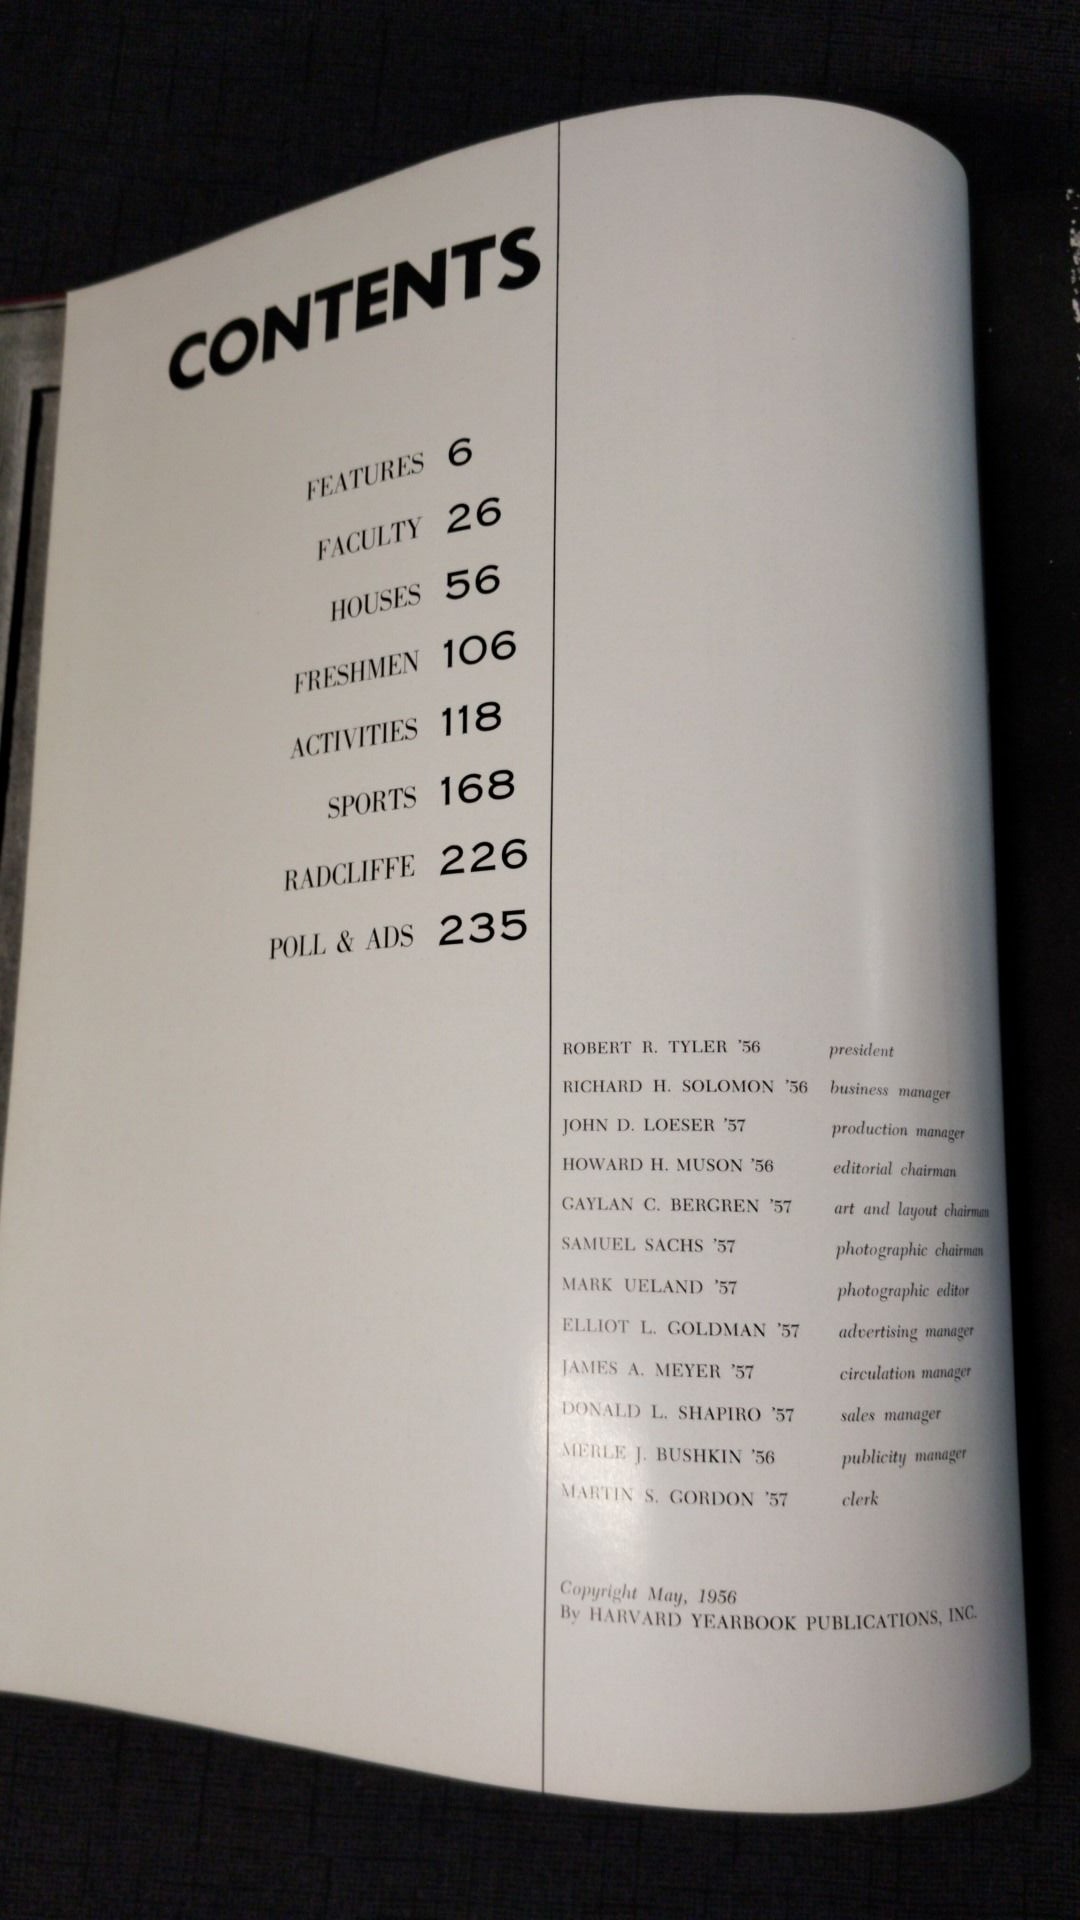 CONTENTS
FEATURES 6
FACULTY 26
HOUSES 56
FRESHMEN 106
ACTIVITIES 118
SPORTS 168
RADCLIFFE 226
POLL & ADS 235
ROBERT R. TYLER '56 president
RICHARD H. SOLOMON '56 business manager
JOHN D. LOESER '57 production manager
HOWARD H. MUSON '56 editorial chairman
GAYLAN C. BERGREN '57 art and layout chairman
SAMUEL SACHS '57 photographic chairman
MARK UELAND '57 photographic editor
ELLIOT L. GOLDMAN '57 advertising manager
JAMES A. MEYER '57 circulation manager
DONALD L. SHAPIRO '57 sales manager
MERLE J. BUSHKIN '56 publicity manager
MARTIN S. GORDON '57 clerk
Copyright May, 1956
By HARVARD YEARBOOK PUBLICATIONS, INC.